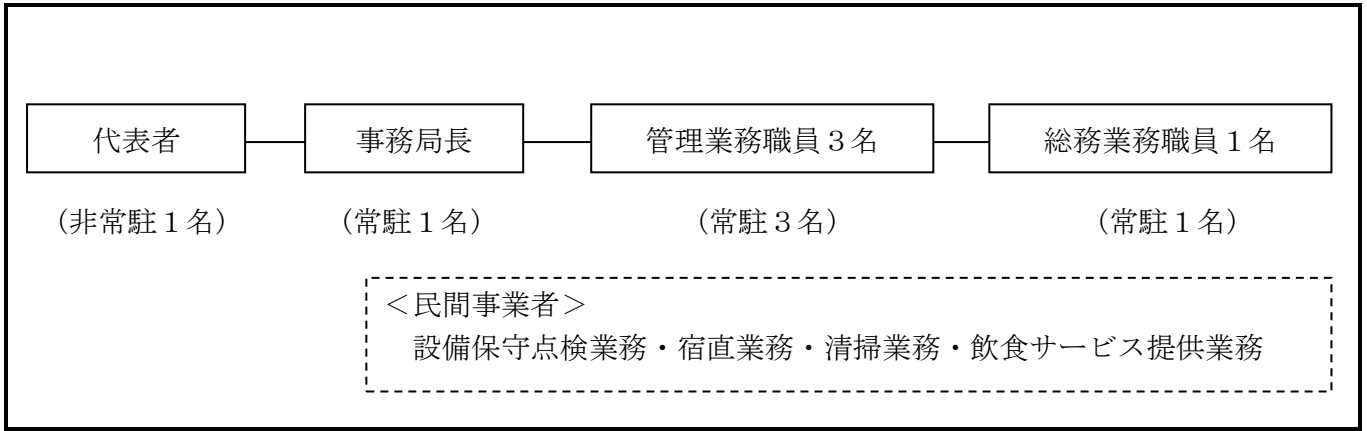 代表者 事務局長 管理業務職員３名 総務業務職員１名
（非常駐１名） （常駐１名） （常駐３名） （常駐１名）
＜民間事業者＞
設備保守点検業務・宿直業務・清掃業務・飲食サービス提供業務